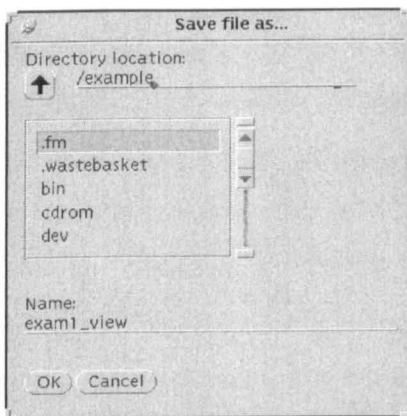 Save file as...
Directory location:
/example
.fm
.wastebasket
bin
cdrom
dev
Name:
exam1_view
OK Cancel